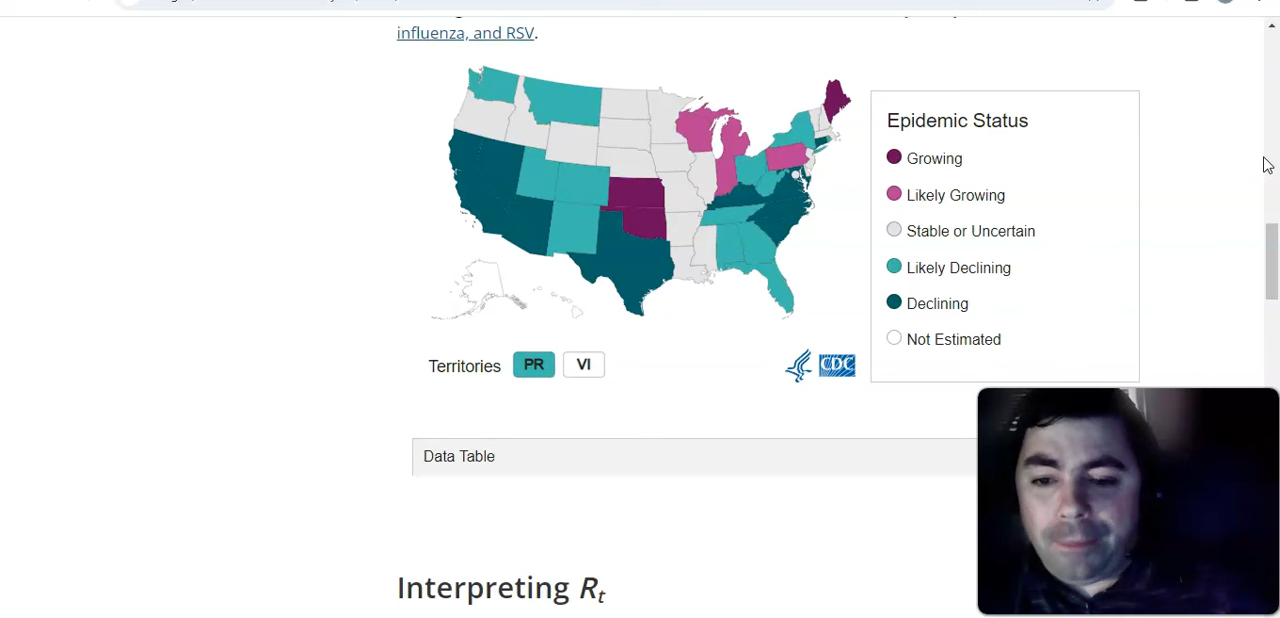 influenza, and RSV.
Epidemic Status
Growing
Likely Growing
Stable or Uncertain
Likely Declining
Declining
Not Estimated
Territories PR VI
CDC
Data Table
Interpreting Rt